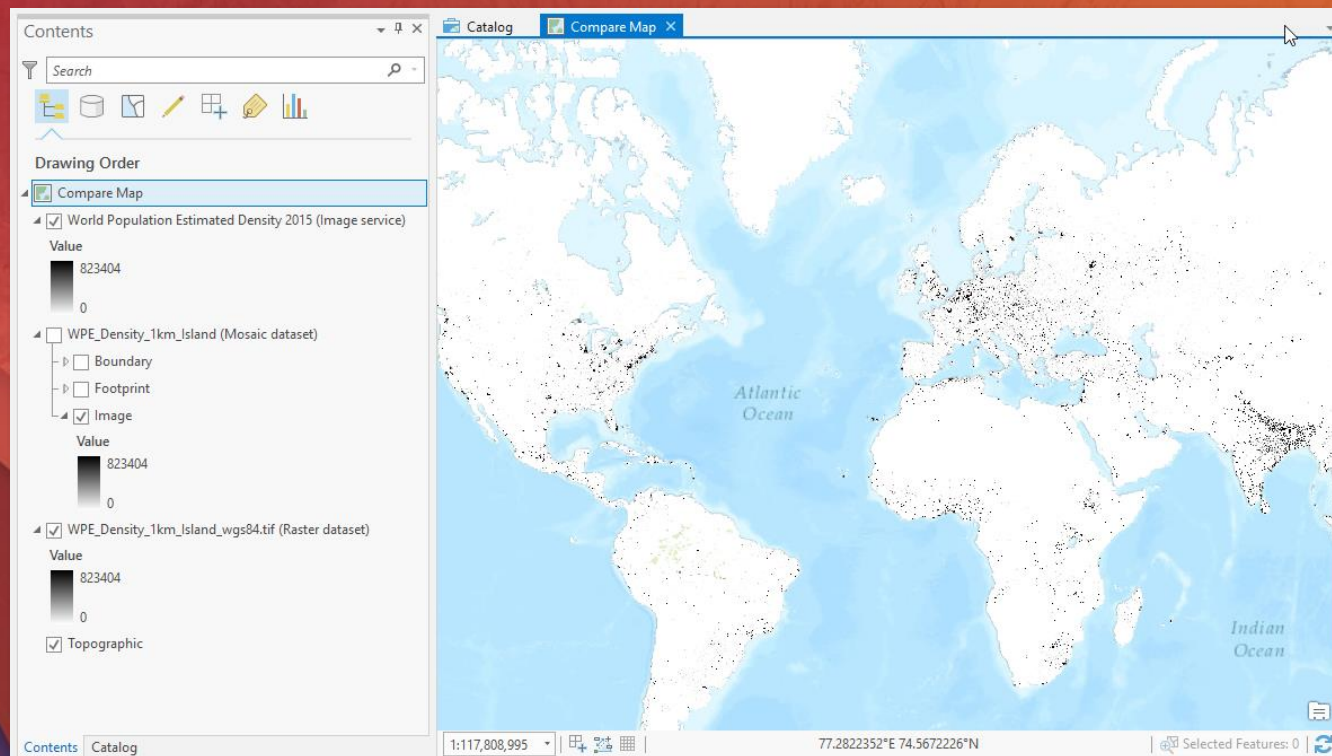 Contents
Search
Drawing Order
Compare Map
World Population Estimated Density 2015 (Image service)
Value
823404
0
WPE_Density_1km_Island (Mosaic dataset)
Boundary
Footprint
Image
Value
823404
0
WPE_Density_1km_Island_wgs84.tif (Raster dataset)
Value
823404
0
Topographic
Contents Catalog
Catalog Compare Map
Atlantic
Ocean
Indian
Ocean
1:117,808,995 77.2822352°E 74.5672226°N Selected Features: 0